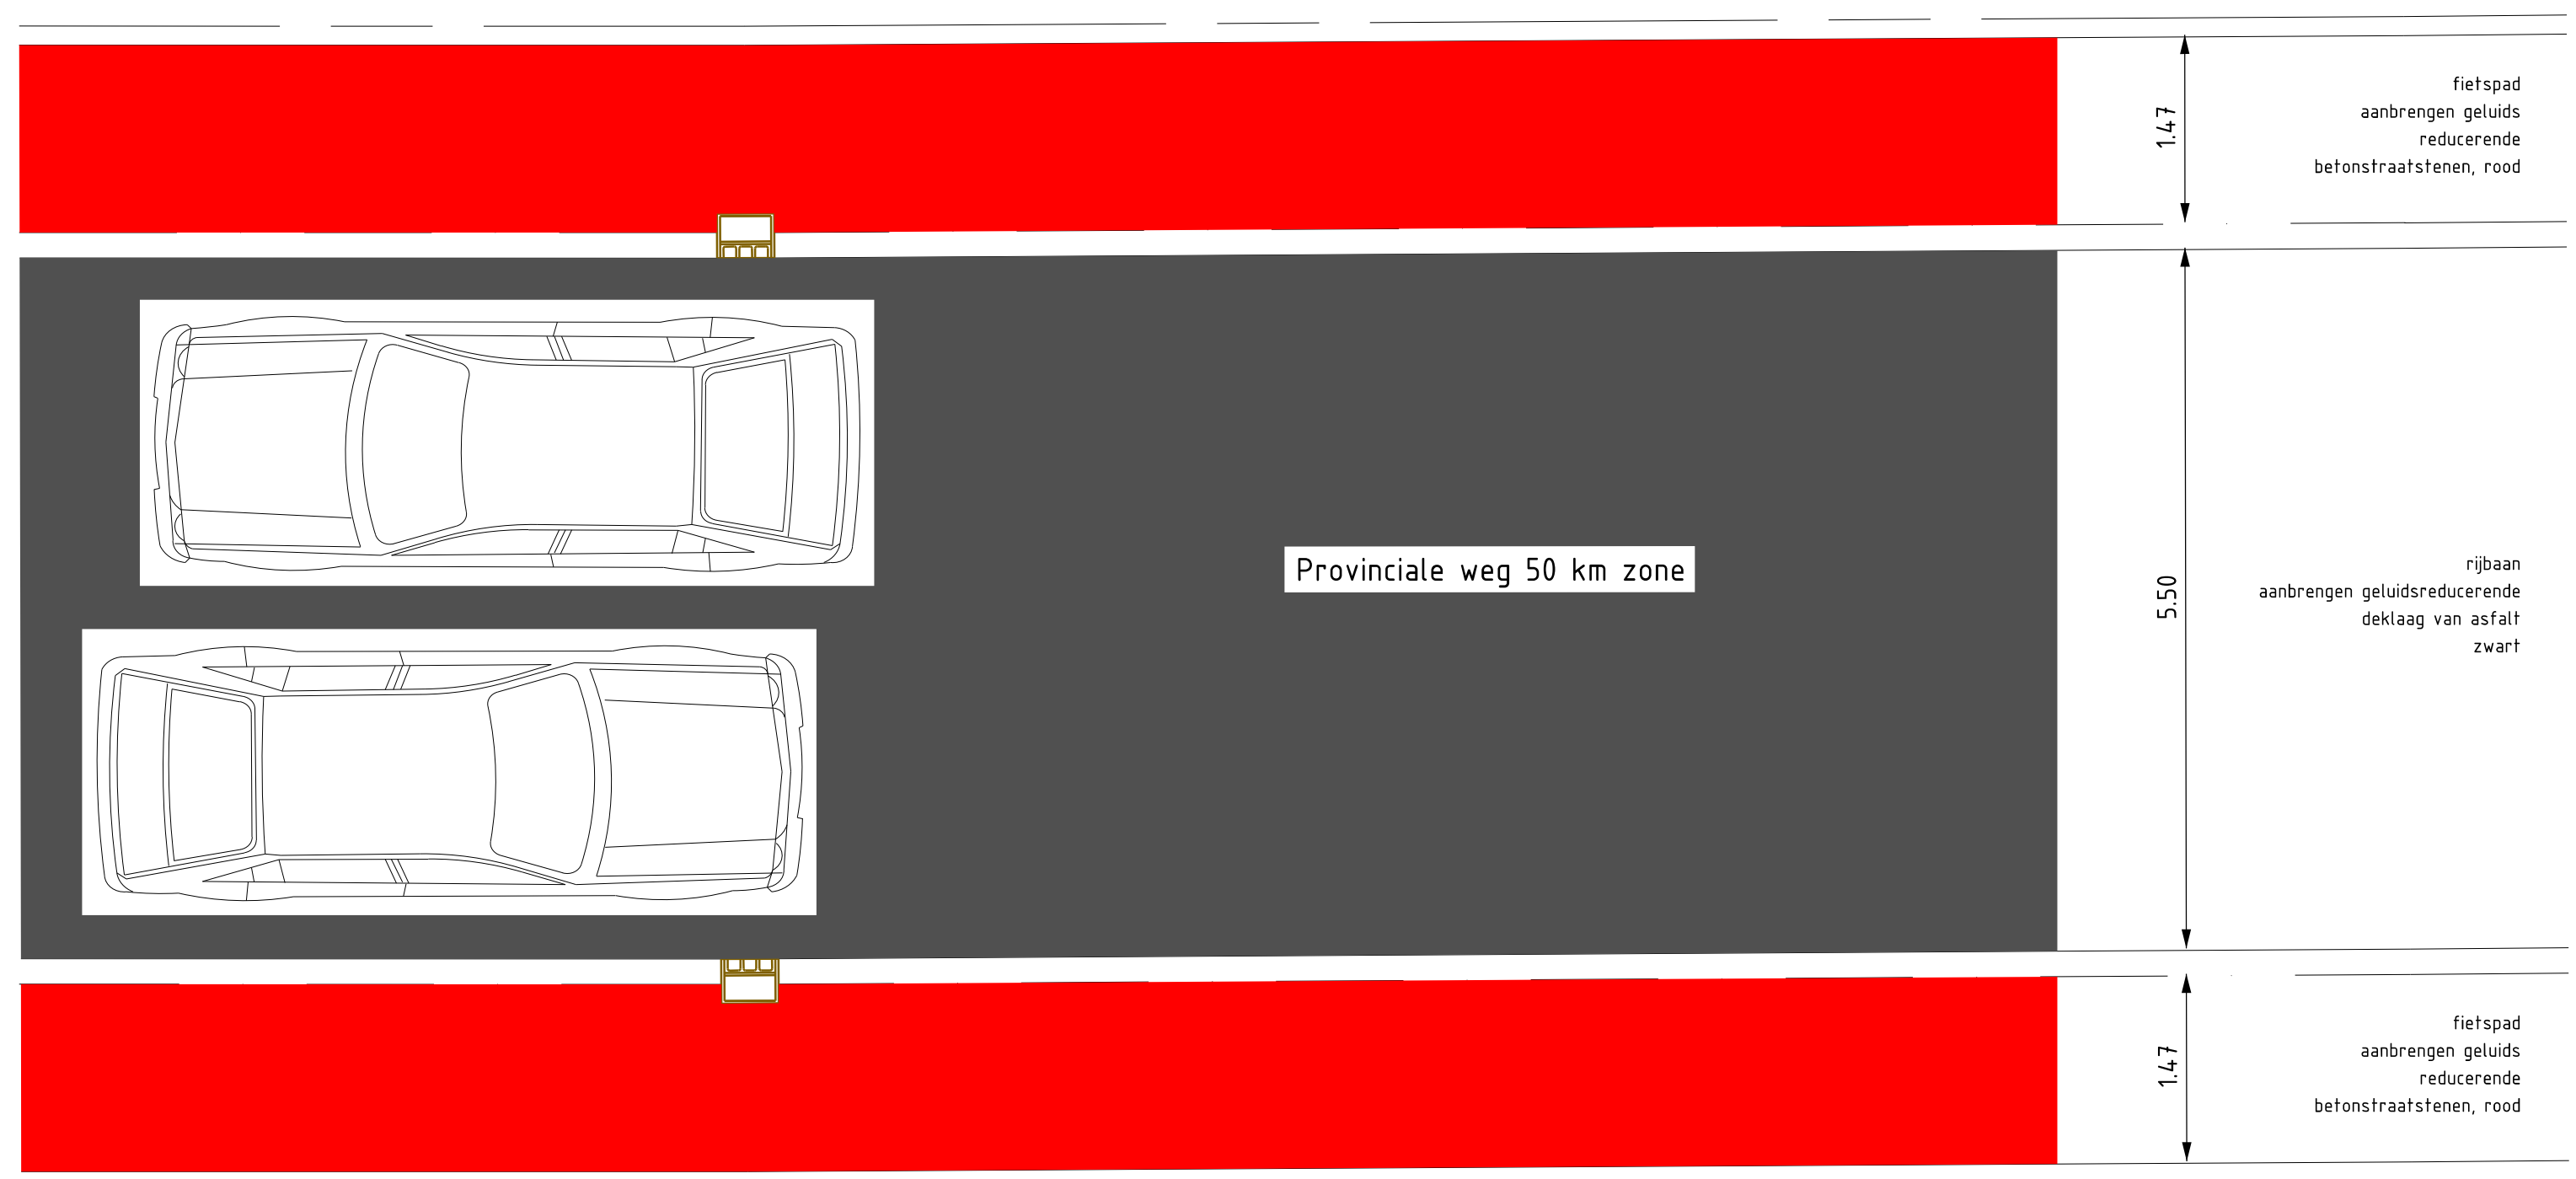 fietspad
aanbrengen geluids
reducerende
betonstraatstenen, rood
1.47
Provinciale weg 50 km zone
5.50
rijbaan
aanbrengen geluidsreducerende
deklaag van asfalt
zwart
fietspad
aanbrengen geluids
reducerende
betonstraatstenen, rood
1.47